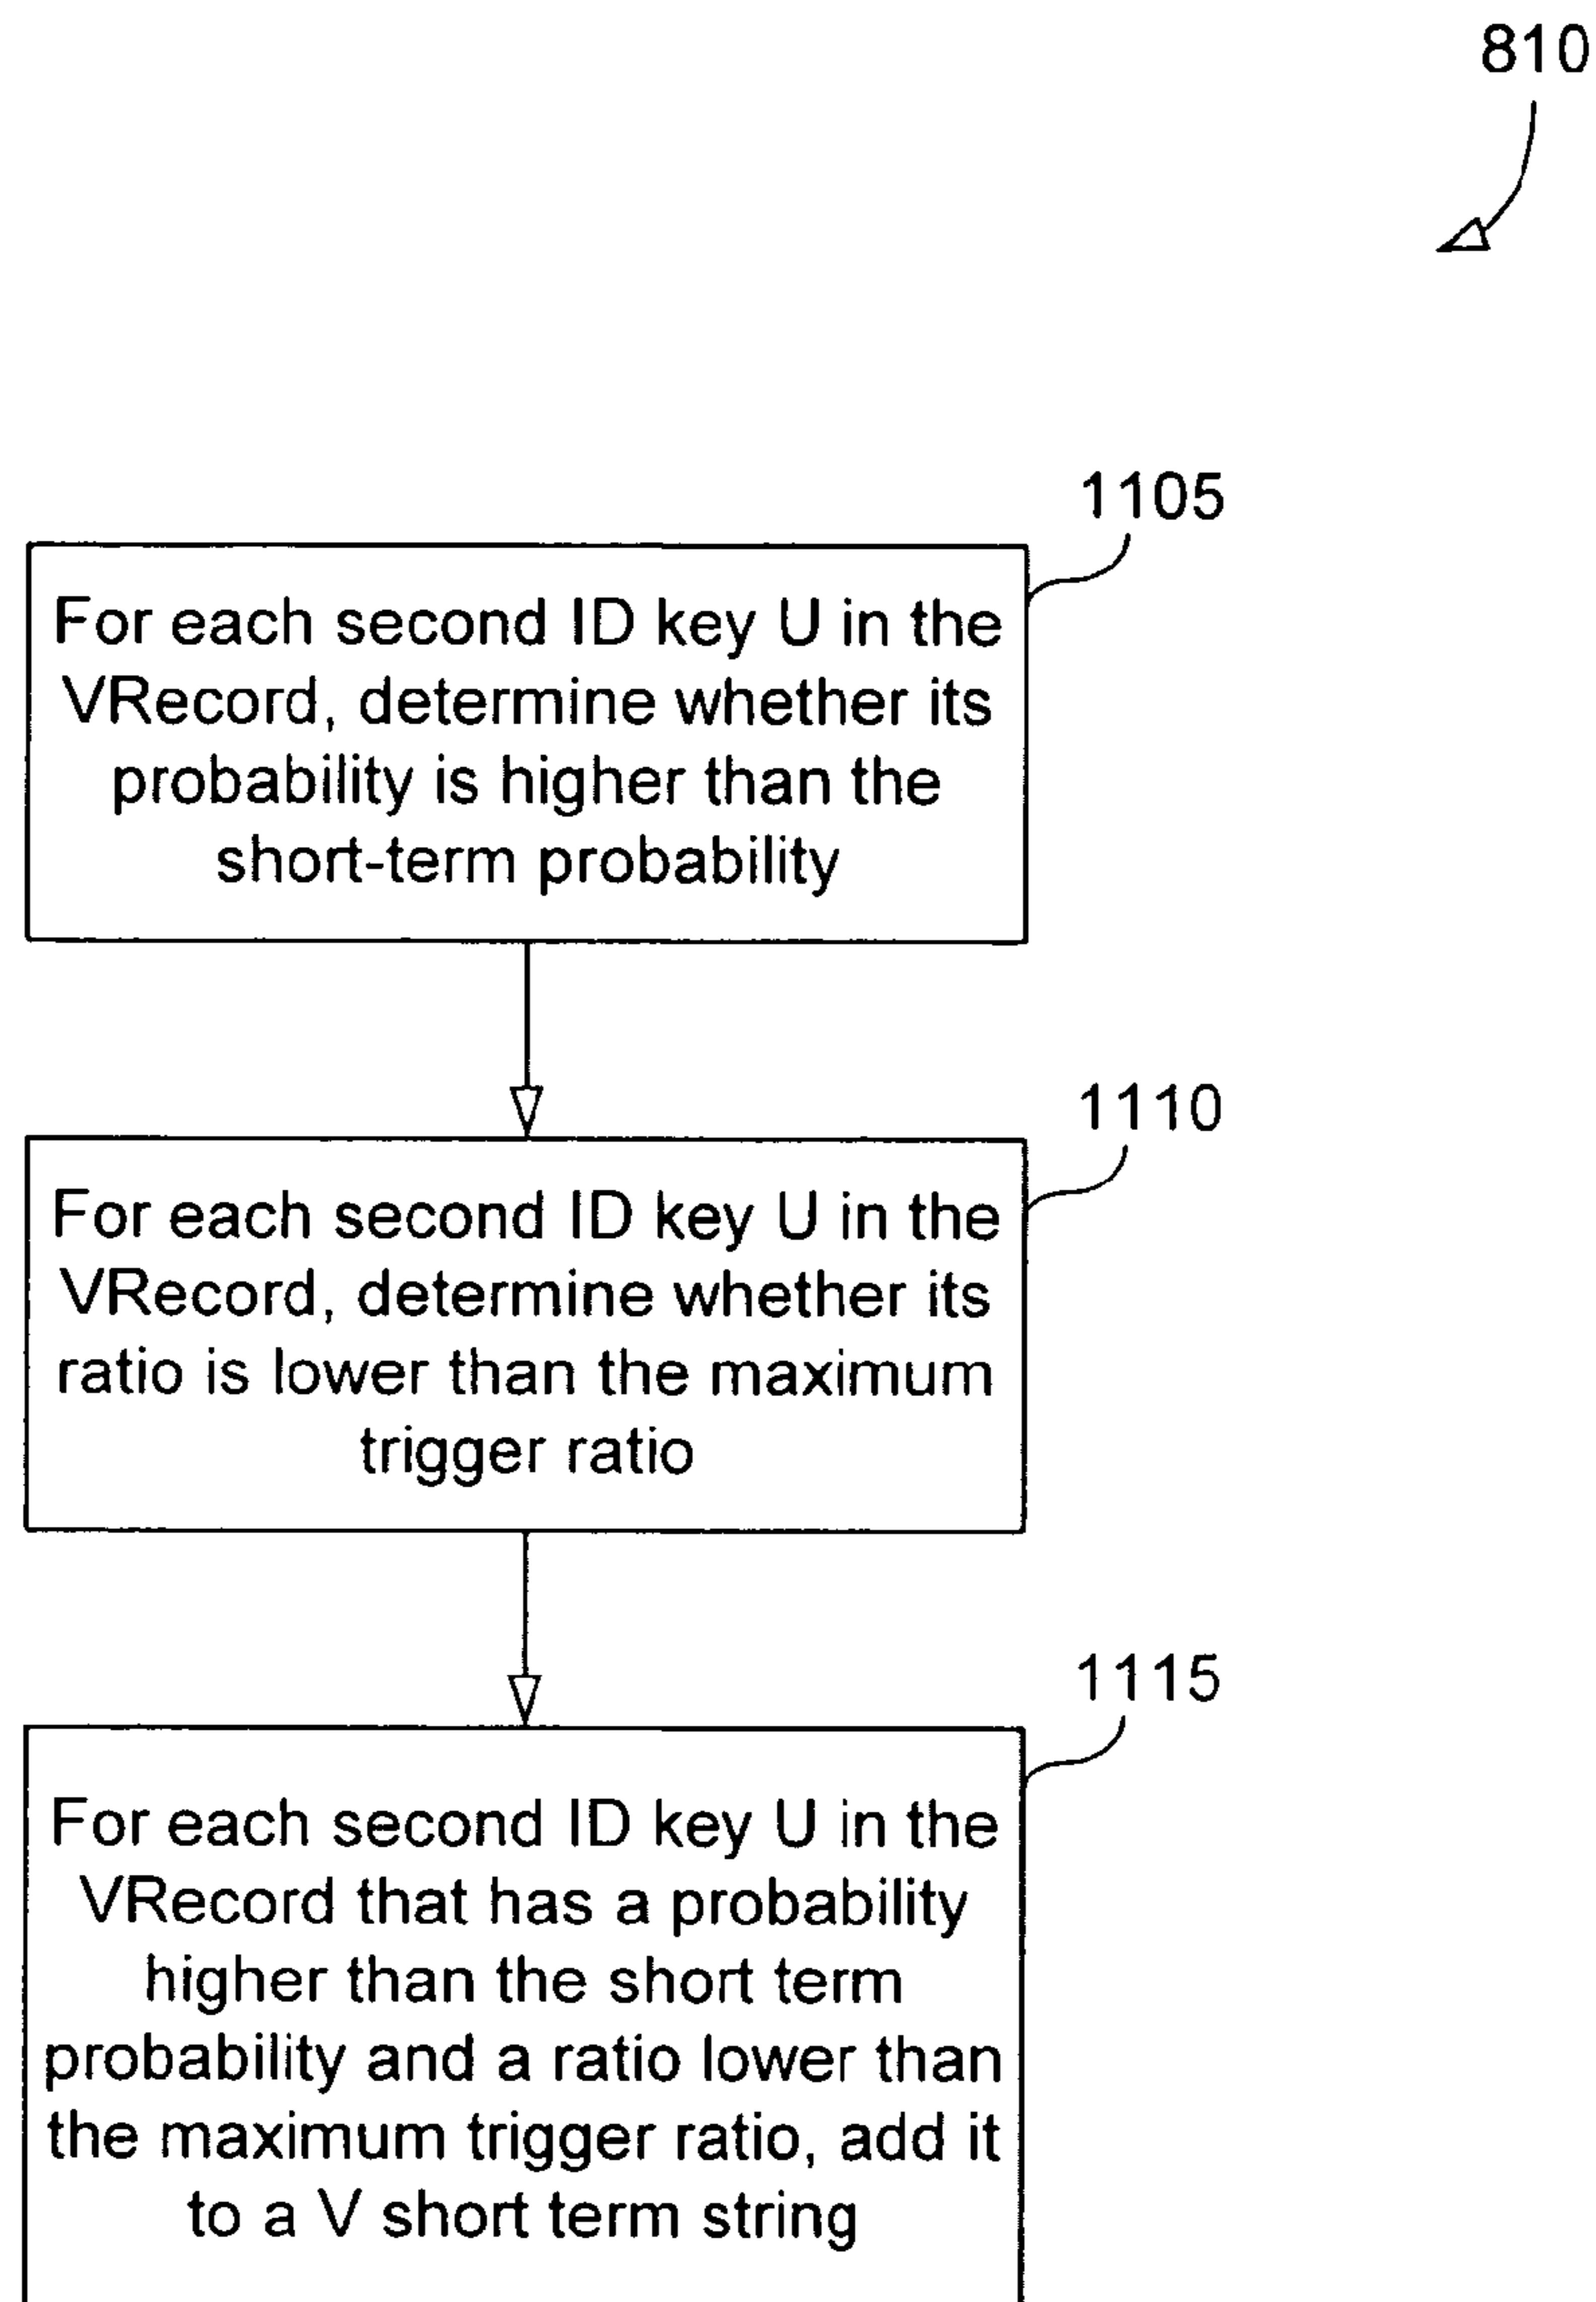 810
1105
For each second ID key U in the
VRecord, determine whether its
probability is higher than the
short-term probability
1110
For each second ID key U in the
VRecord, determine whether its
ratio is lower than the maximum
trigger ratio
1115
For each second ID key U in the
VRecord that has a probability
higher than the short term
probability and a ratio lower than
the maximum trigger ratio, add it
to a V short term string